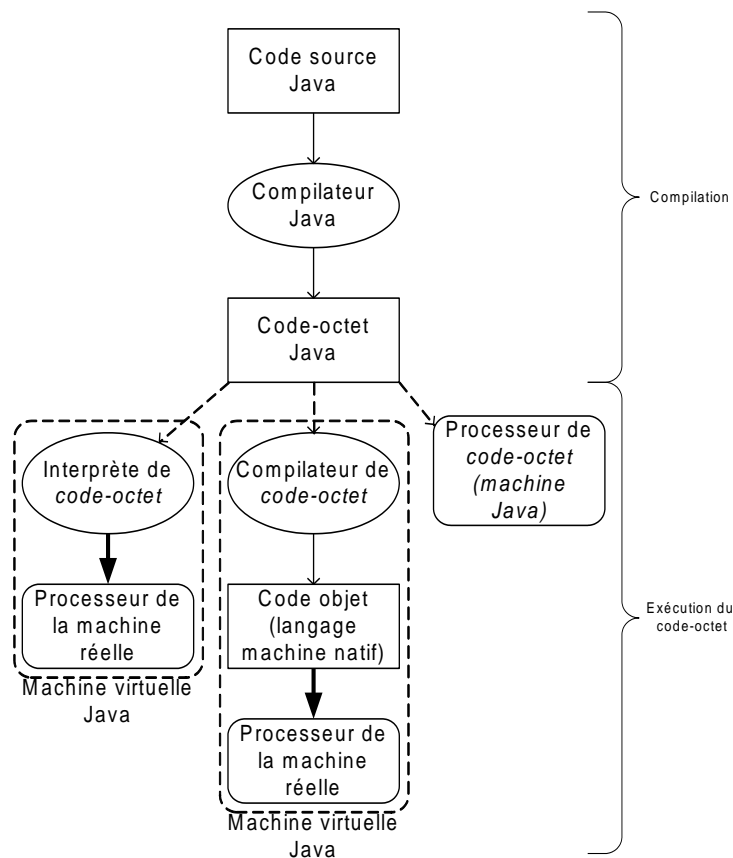 Code source
Java
Compilateur
Java
Compilation
Code-octet
Java
Interprète de
code-octet
Compilateur de
code-octet
Processeur de
code-octet
(machine
Java)
Processeur de
la machine
réelle
Machine virtuelle
Java
Code objet
(langage
machine natif)
Exécution du
code-octet
Processeur de
la machine
réelle
Machine virtuelle
Java